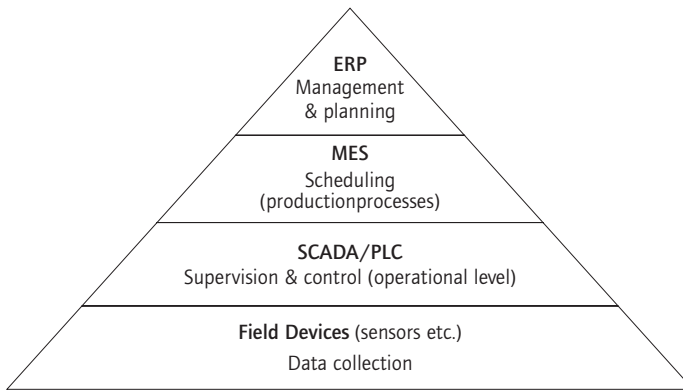 ERP
Management
& planning
MES
Scheduling
(productionprocesses)
SCADA/PLC
Supervision & control (operational level)
Field Devices (sensors etc.)
Data collection